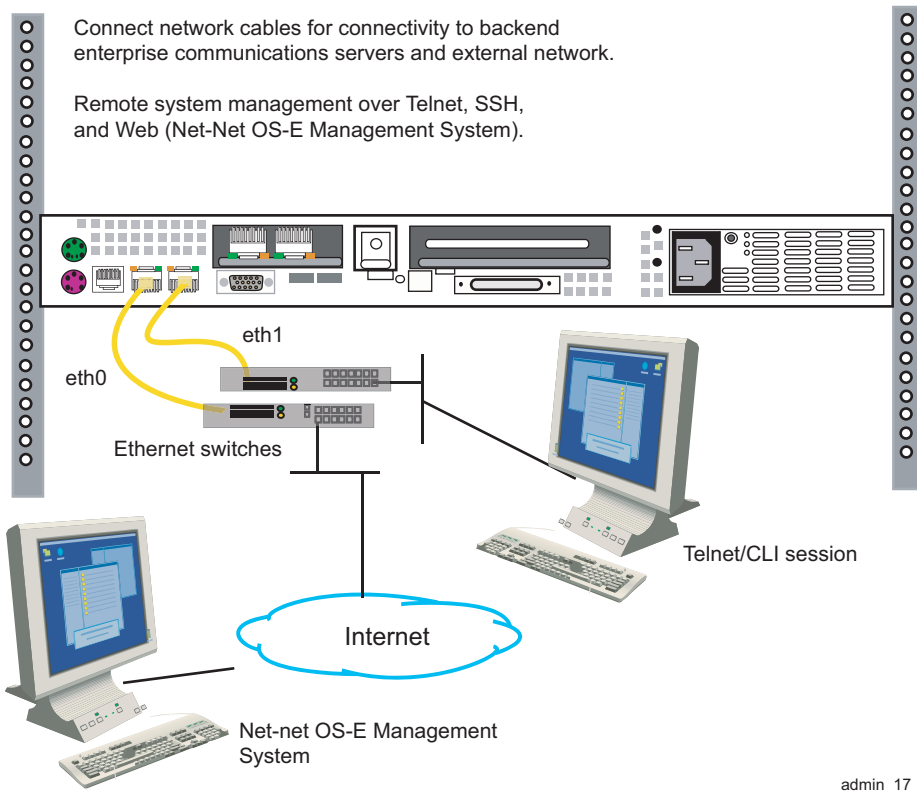 Connect network cables for connectivity to backend
enterprise communications servers and external network.
Remote system management over Telnet, SSH,
and Web (Net-Net OS-E Management System).
eth1
eth0
Ethernet switches
Telnet/CLI session
Internet
Net-net OS-E Management
System
admin 17